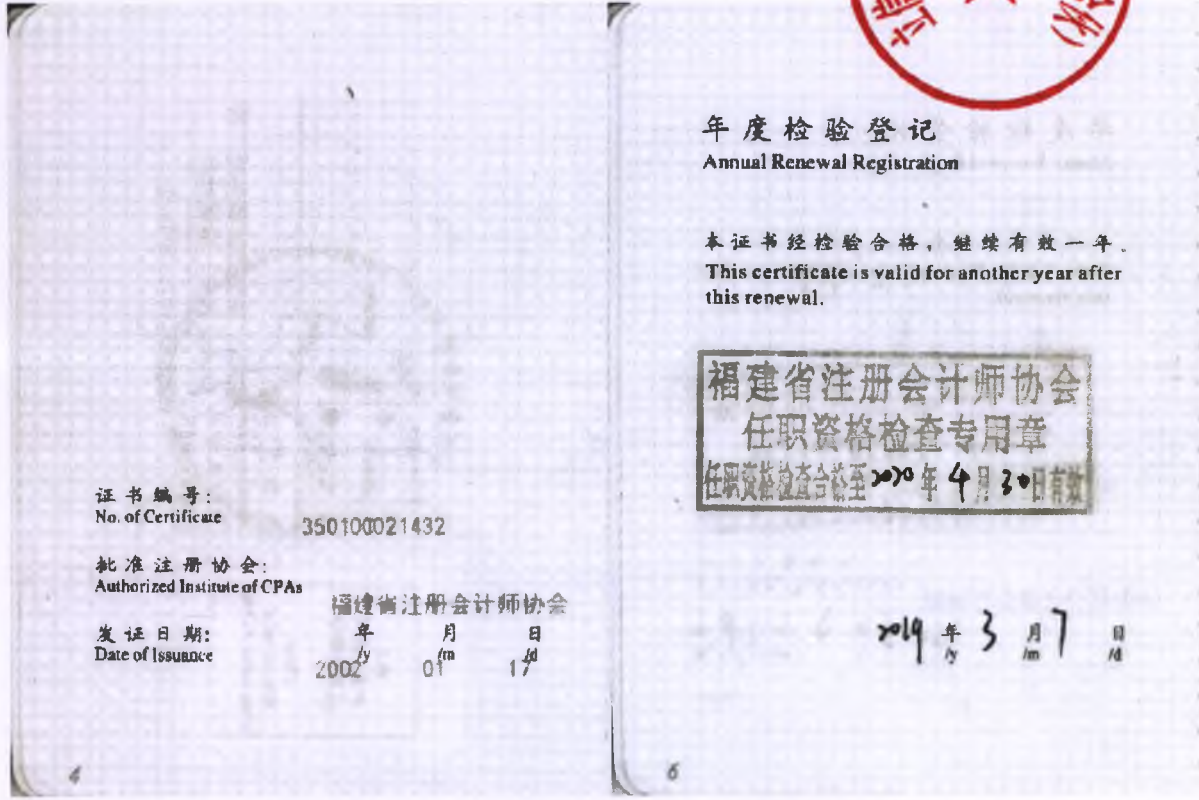 证书编号:
No. of Certificate
350100021432
批准注册协会:
Authorized Institute of CPAs
福建省注册会计师协会
发证日期:
Date of Issuance
年 月 日
/y /m /d
2002 01 17
4
年度检验登记
Annual Renewal Registration
本证书经检验合格，继续有效一年．
This certificate is valid for another year after
this renewal.
福建省注册会计师协会
任职资格检查专用章
任职资格检查合格至2020年4月30日有效
2019 年 3 月 7 日
/y /m /d
6